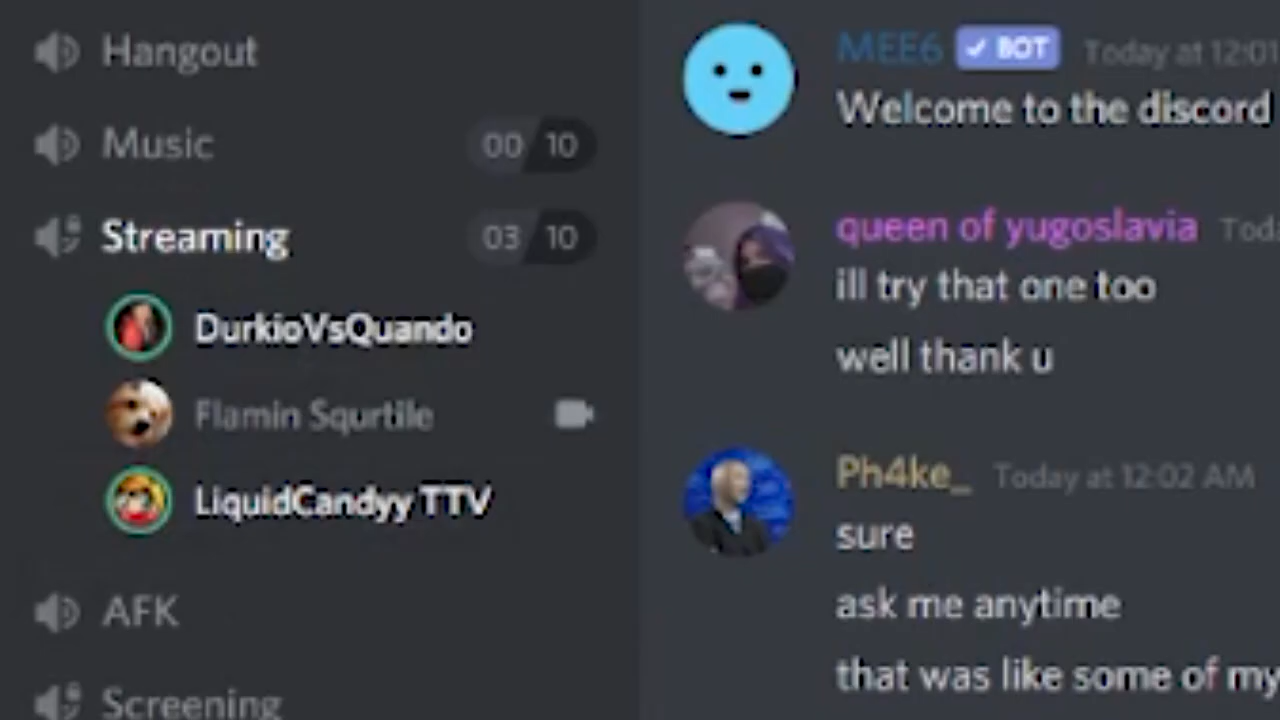 Hangout
Music 00 10
Streaming 03 10
DurkioVsQuando
Flamin Squrtile
LiquidCandyy TTV
AFK
Screening
MEE6 BOT Today at 12:01
Welcome to the discord
queen of yugoslavia
ill try that one too
well thank u
Ph4ke_ Today at 12:02 AM
sure
ask me anytime
that was like some of my